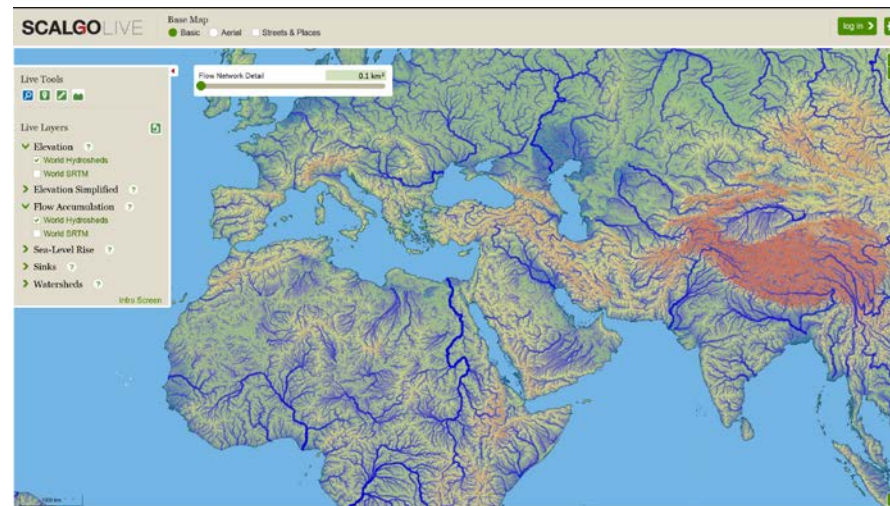 SCALGOLIVE
Base Map
Basic Aerial Streets & Places
log in
Live Tools
Flow Network Detail 0.1 km²
Live Layers
Elevation ?
World Hydrosheds
World SRTM
Elevation Simplified ?
Flow Accumulation ?
World Hydrosheds
World SRTM
Sea-Level Rise ?
Sinks ?
Watersheds ?
Intro Screen